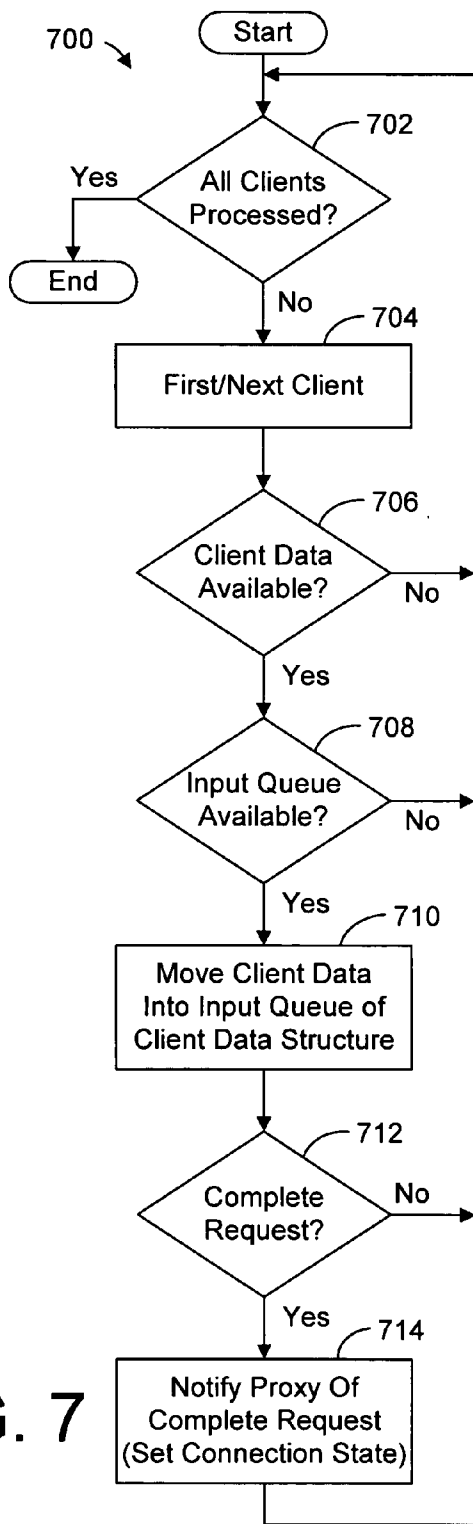 700
Start
702
Yes
All Clients
Processed?
End
No
704
First/Next Client
706
Client Data
Available?
No
Yes
708
Input Queue
Available?
No
Yes
710
Move Client Data
Into Input Queue of
Client Data Structure
712
Complete
Request?
No
Yes
714
Notify Proxy Of
Complete Request
(Set Connection State)
. 7